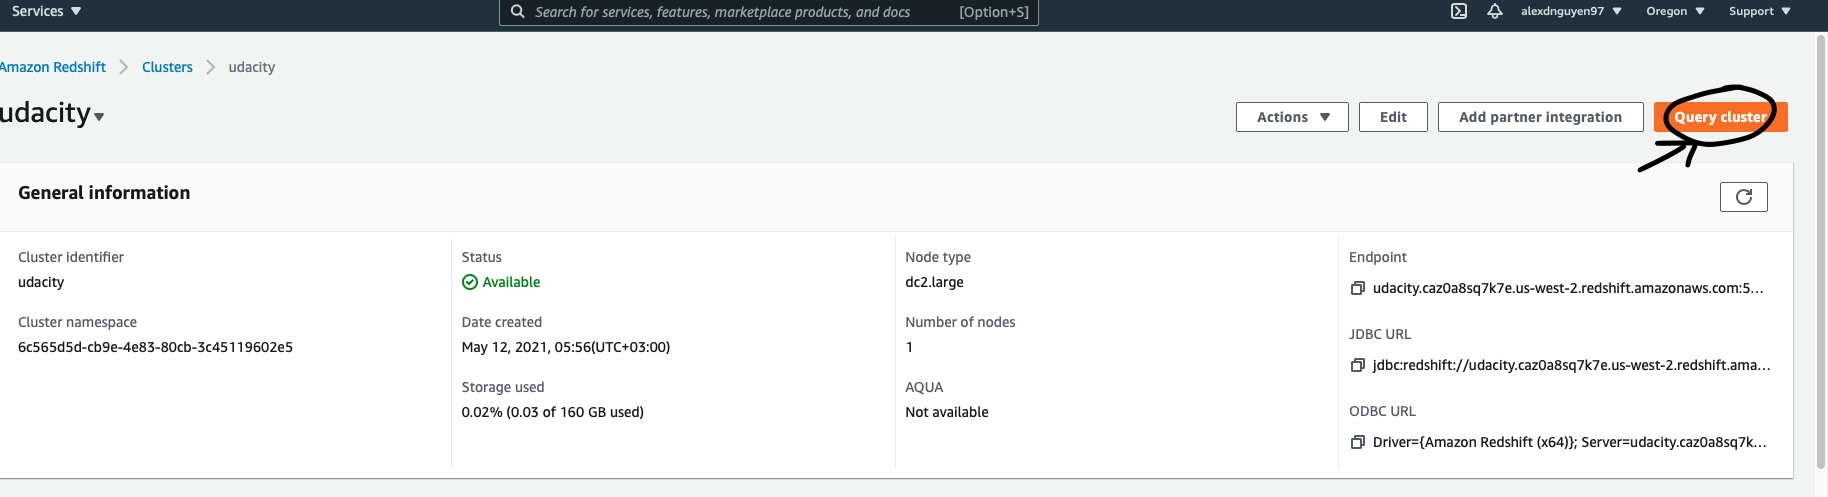 Services
Search for services, features, marketplace products, and docs [Option+S]
alexdnguyen97 Oregon Support
Amazon Redshift Clusters udacity
udacity
Actions Edit Add partner integration Query cluster
General information
Cluster identifier
udacity
Cluster namespace
6c565d5d-cb9e-4e83-80cb-3c45119602e5
Status
Available
Date created
May 12, 2021, 05:56(UTC+03:00)
Storage used
0.02% (0.03 of 160 GB used)
Node type
dc2.large
Number of nodes
1
AQUA
Not available
Endpoint
udacity.caz0a8sq7k7e.us-west-2.redshift.amazonaws.com:5...
JDBC URL
jdbc:redshift://udacity.caz0a8sq7k7e.us-west-2.redshift.ama...
ODBC URL
Driver={Amazon Redshift (x64)}; Server=udacity.caz0a8sq7k...